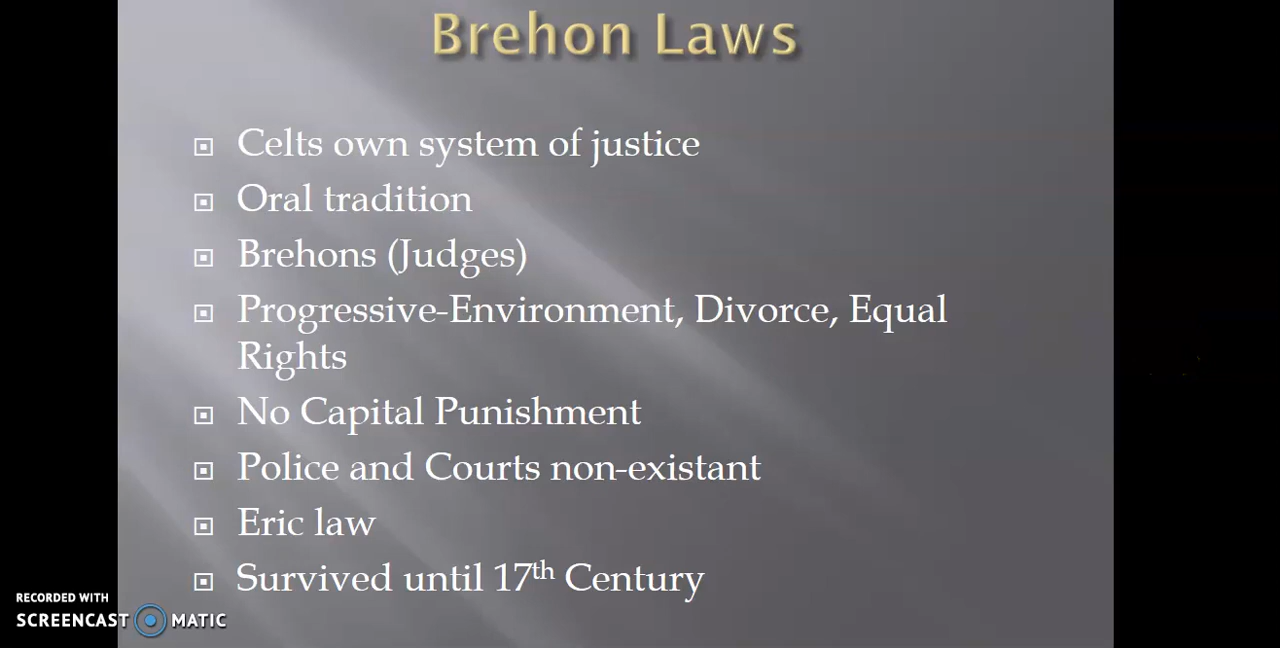 Brehon Laws
Celts own system of justice
Oral tradition
Brehons (Judges)
Progressive-Environment, Divorce, Equal
Rights
No Capital Punishment
Police and Courts non-existant
Eric law
Survived until 17th Century
RECORDED WITH
SCREENCAST MATIC